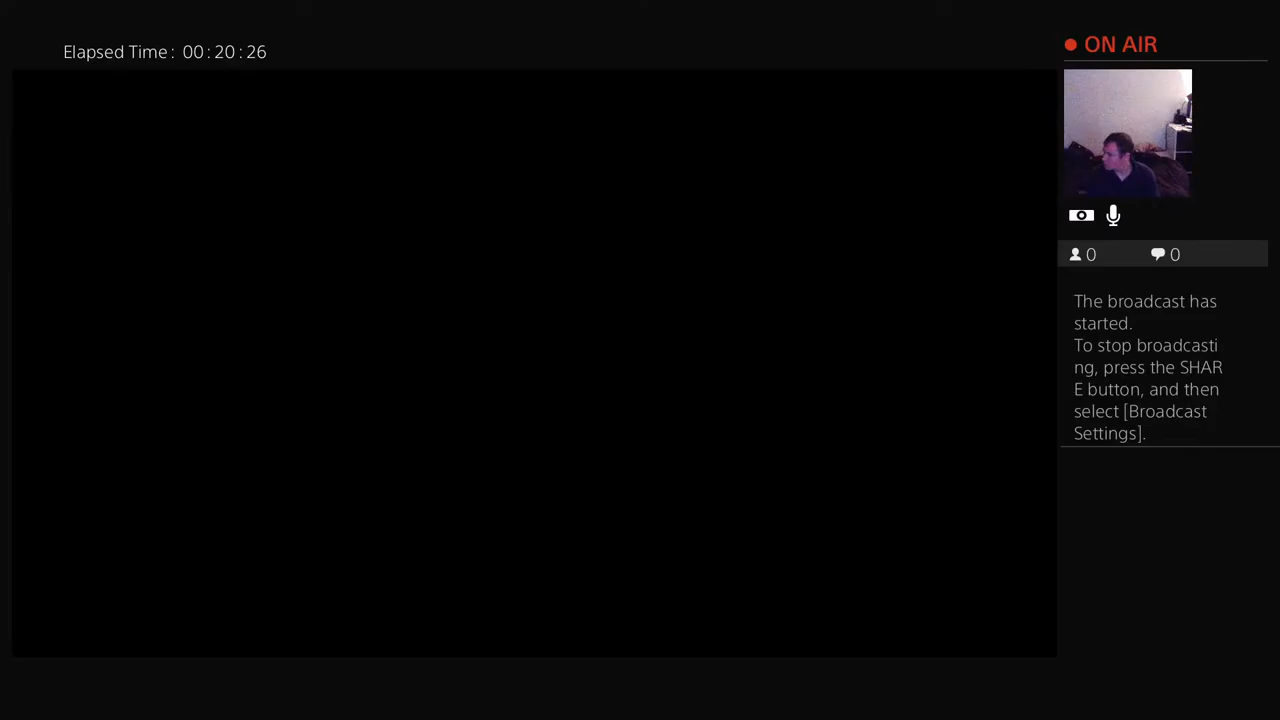 Elapsed Time: 00:20:26
ON AIR
0 0
The broadcast has
started.
To stop broadcasti
ng, press the SHAR
E button, and then
select [Broadcast
Settings].